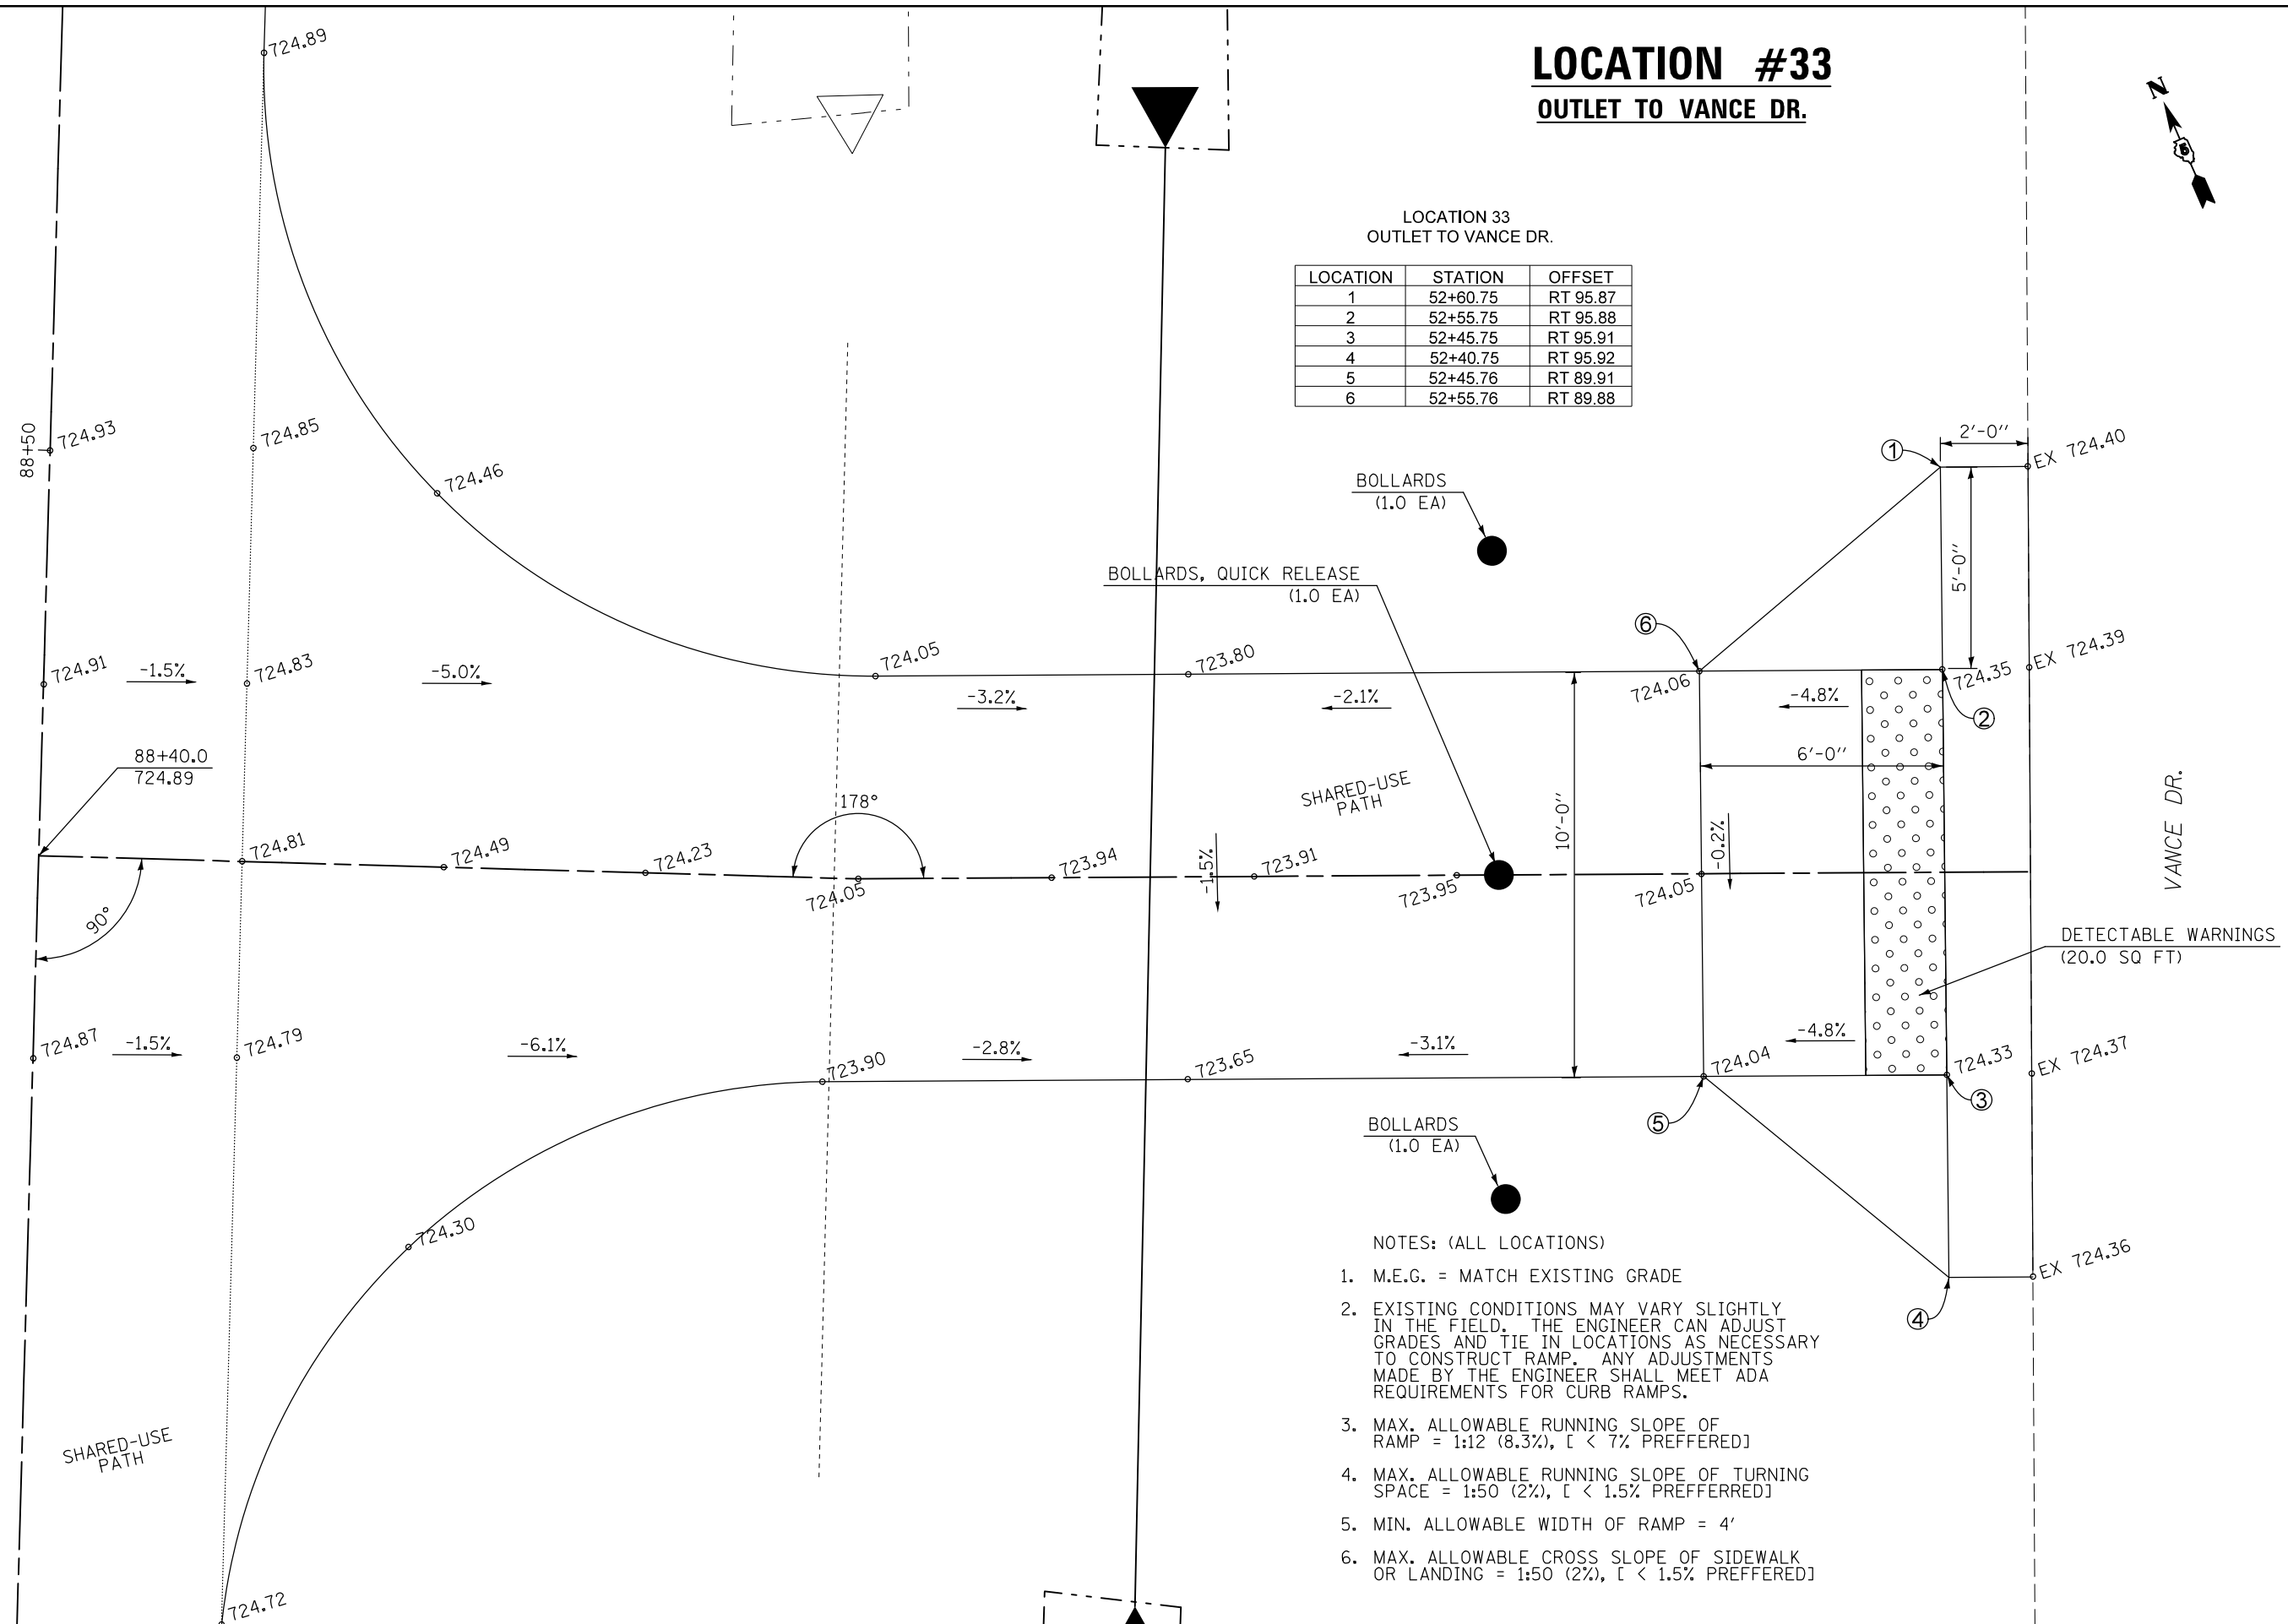 LOCATION #33
OUTLET TO VANCE DR.
N
5
LOCATION 33
OUTLET TO VANCE DR.
LOCATION STATION OFFSET
1 52+60.75 RT 95.87
2 52+55.75 RT 95.88
3 52+45.75 RT 95.91
4 52+40.75 RT 95.92
5 52+45.76 RT 89.91
6 52+55.76 RT 89.88
724.89
88+50
724.93
724.85
724.46
BOLLARDS
(1.0 EA)
1
2'-0''
EX 724.40
5'-0''
BOLLARDS, QUICK RELEASE
(1.0 EA)
6
724.91
-1.5%
724.83
-5.0%
724.05
723.80
-3.2%
-2.1%
724.06
-4.8%
724.35
EX 724.39
2
6'-0''
88+40.0
724.89
178°
SHARED-USE
PATH
10'-0''
-0.2%
VANCE DR.
90°
724.81
724.49
724.23
724.05
723.94
-1.5%
723.91
723.95
724.05
DETECTABLE WARNINGS
(20.0 SQ FT)
724.87
-1.5%
724.79
-6.1%
723.90
-2.8%
723.65
-3.1%
724.04
-4.8%
724.33
EX 724.37
3
5
BOLLARDS
(1.0 EA)
724.30
EX 724.36
4
NOTES: (ALL LOCATIONS)
1. M.E.G. = MATCH EXISTING GRADE
2. EXISTING CONDITIONS MAY VARY SLIGHTLY
IN THE FIELD. THE ENGINEER CAN ADJUST
GRADES AND TIE IN LOCATIONS AS NECESSARY
TO CONSTRUCT RAMP. ANY ADJUSTMENTS
MADE BY THE ENGINEER SHALL MEET ADA
REQUIREMENTS FOR CURB RAMPS.
3. MAX. ALLOWABLE RUNNING SLOPE OF
RAMP = 1:12 (8.3%), [ < 7% PREFFERED]
4. MAX. ALLOWABLE RUNNING SLOPE OF TURNING
SPACE = 1:50 (2%), [ < 1.5% PREFFERRED]
5. MIN. ALLOWABLE WIDTH OF RAMP = 4'
6. MAX. ALLOWABLE CROSS SLOPE OF SIDEWALK
OR LANDING = 1:50 (2%), [ < 1.5% PREFFERED]
SHARED-USE
PATH
724.72